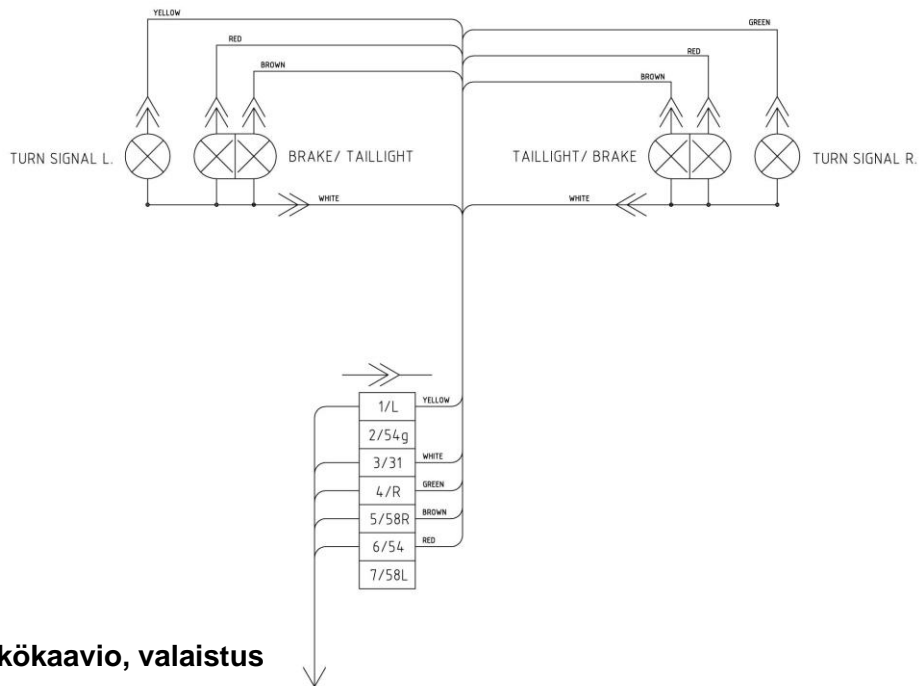 YELLOW
GREEN
RED
RED
BROWN
BROWN
TURN SIGNAL L.
BRAKE/ TAILLIGHT
TAILLIGHT/ BRAKE
TURN SIGNAL R.
WHITE
WHITE
1/L
YELLOW
2/54g
3/31
WHITE
4/R
GREEN
5/58R
BROWN
6/54
RED
7/58L
kökaavio, valaistus